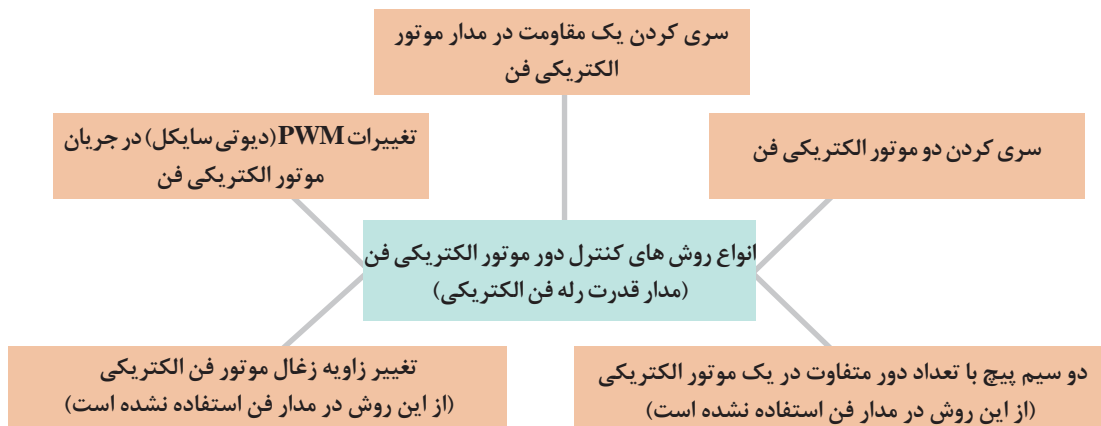 سری کردن یک مقاومت در مدار موتور
الکتریکی فن
سری کردن دو موتور الکتریکی فن
تغییرات PWM (دیوتی سایکل) در جریان
موتور الکتریکی فن
انواع روش های کنترل دور موتور الکتریکی فن
(مدار قدرت رله فن الکتریکی)
دو سیم پیچ با تعداد دور متفاوت در یک موتور الکتریکی
(از این روش در مدار فن استفاده نشده است)
تغییر زاویه زغال موتور فن الکتریکی
(از این روش در مدار فن استفاده نشده است)